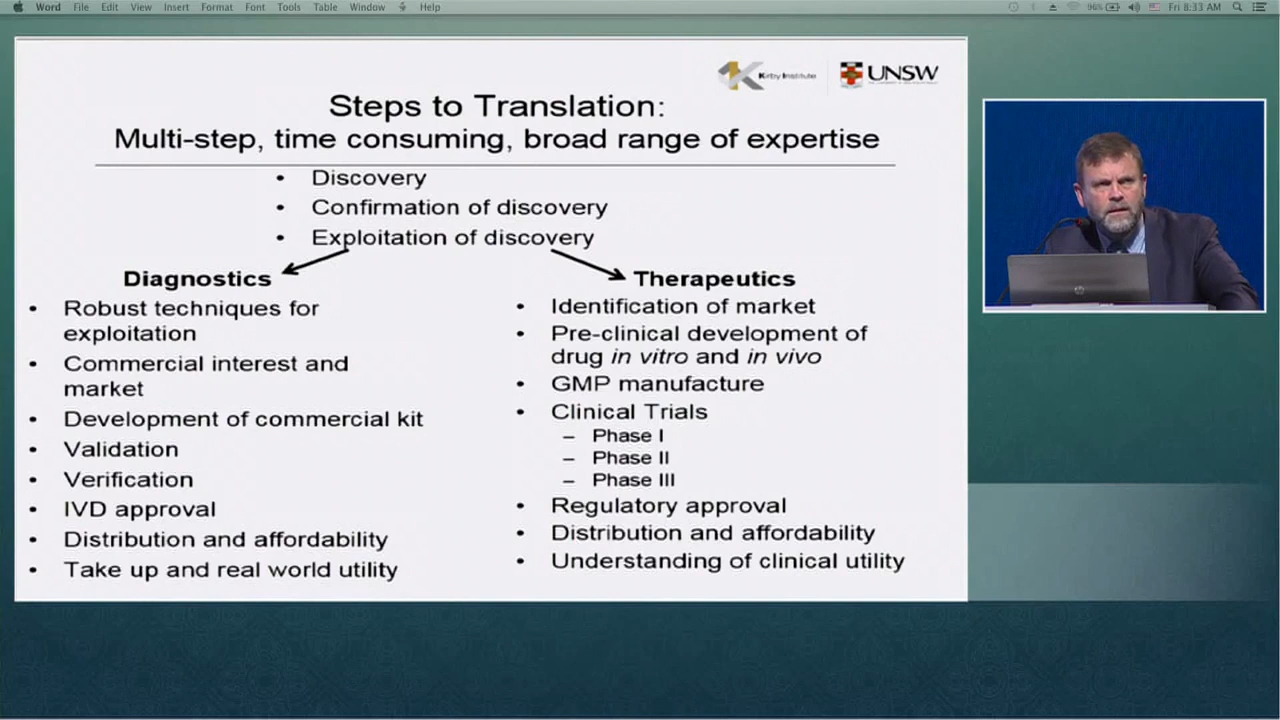 Word File Edit View Insert Format Font Tools Table Window Help
96% Fri 8:33 AM
Kirby Institute UNSW
Steps to Translation:
Multi-step, time consuming, broad range of expertise
• Discovery
• Confirmation of discovery
• Exploitation of discovery
Diagnostics
• Robust techniques for
exploitation
• Commercial interest and
market
• Development of commercial kit
• Validation
• Verification
• IVD approval
• Distribution and affordability
• Take up and real world utility
Therapeutics
• Identification of market
• Pre-clinical development of
drug in vitro and in vivo
• GMP manufacture
• Clinical Trials
– Phase I
– Phase II
– Phase III
• Regulatory approval
• Distribution and affordability
• Understanding of clinical utility
hp